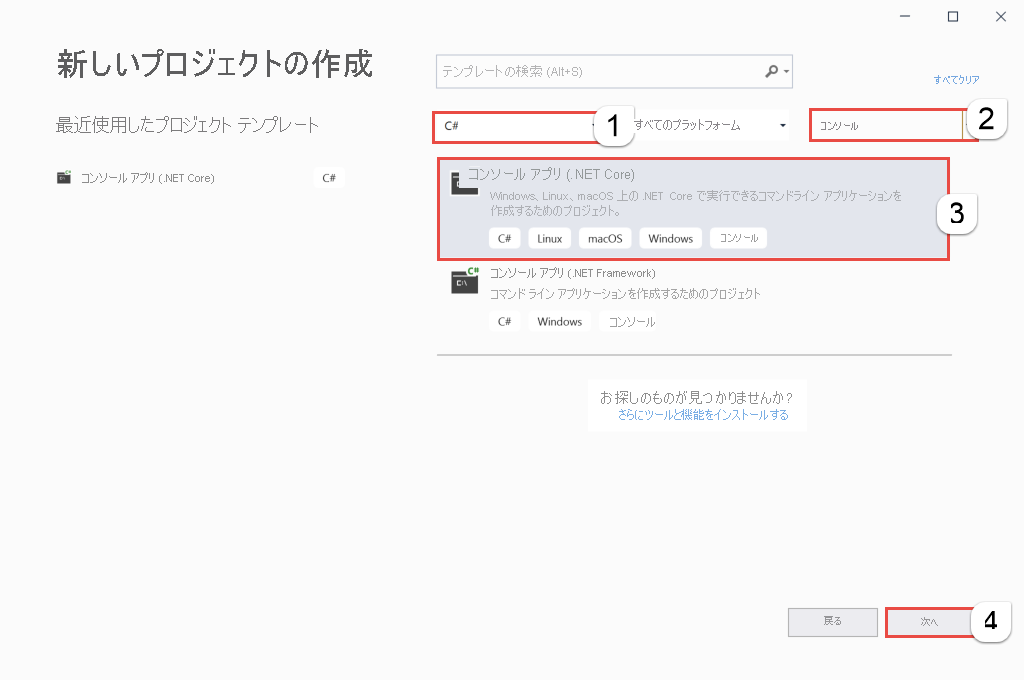 新しいプロジェクトの作成
テンプレートの検索 (Alt+S)
すべてクリア
最近使用したプロジェクト テンプレート
C#
1
すべてのプラットフォーム
コンソール
2
コンソール アプリ (.NET Core)
C#
コンソール アプリ (.NET Core)
Windows、Linux、macOS 上の .NET Core で実行できるコマンドライン アプリケーションを
作成するためのプロジェクト。
C# Linux macOS Windows コンソール
3
C#
コンソール アプリ (.NET Framework)
コマンド ライン アプリケーションを作成するためのプロジェクト
C# Windows コンソール
お探しのものが見つかりませんか?
さらにツールと機能をインストールする
戻る
次へ
4